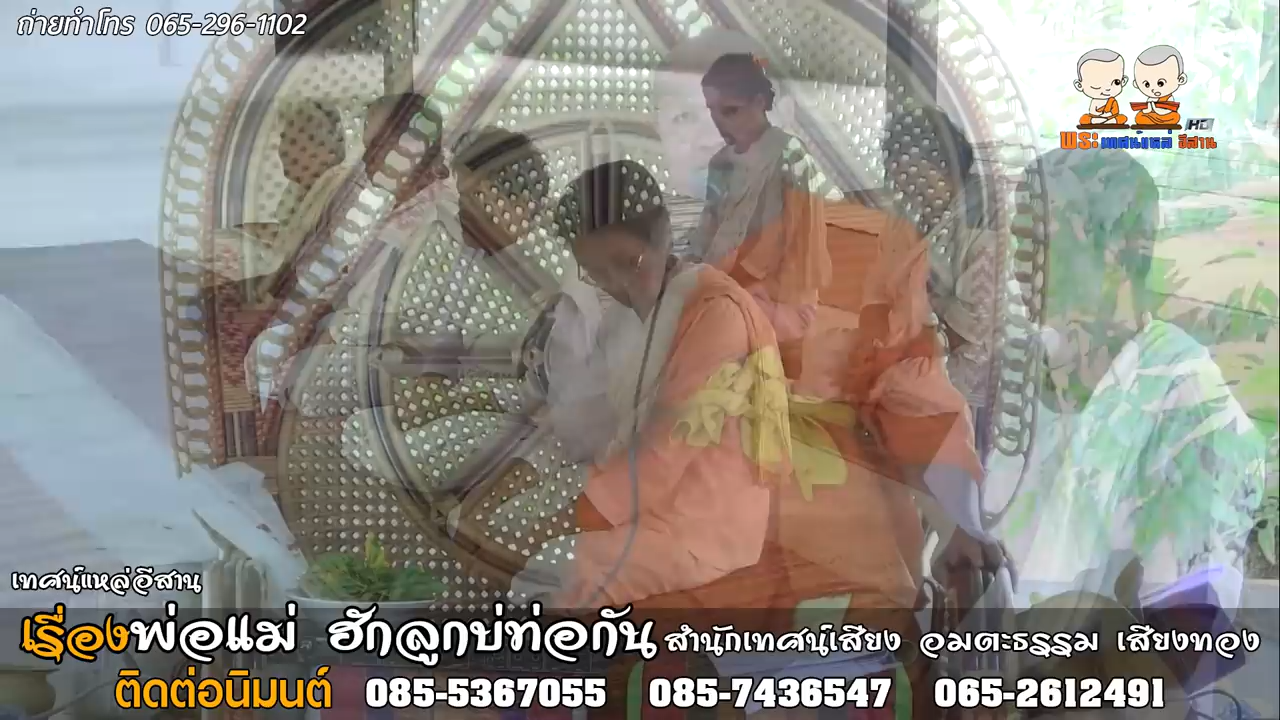 ถ่ายทำโทร 065-296-1102
HD
พระเทศน์แหล่ อีสาน
เทศน์แหล่อีสาน
เรื่องพ่อแม่ ฮักลูกบ่ท่อกัน สำนักเทศน์เสียง อมตะธรรม เสียงทอง
ติดต่อนิมนต์ 085-5367055 085-7436547 065-2612491